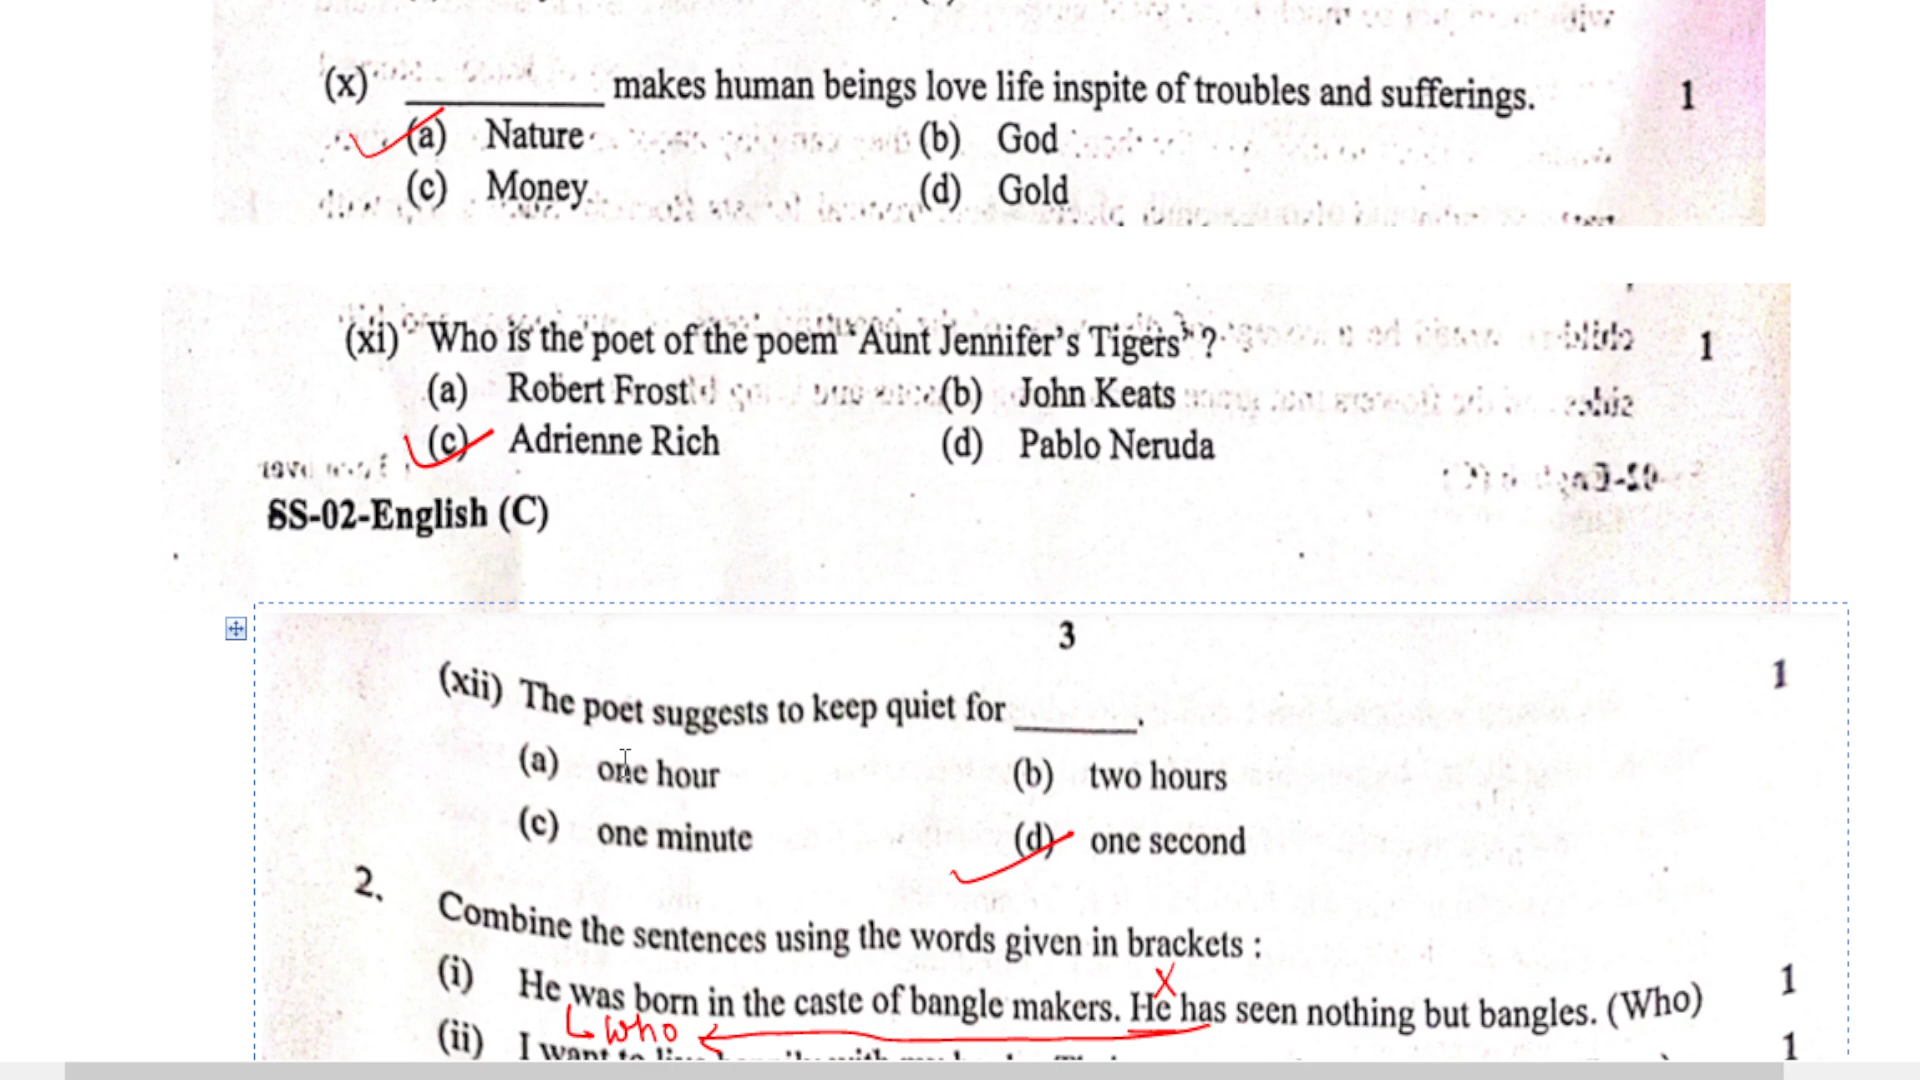 (x) __________ makes human beings love life inspite of troubles and sufferings. 1
(a) Nature (b) God
(c) Money (d) Gold
(xi) Who is the poet of the poem 'Aunt Jennifer's Tigers' ? 1
(a) Robert Frost (b) John Keats
(c) Adrienne Rich (d) Pablo Neruda
SS-02-English (C)
3
(xii) The poet suggests to keep quiet for ______. 1
(a) one hour (b) two hours
(c) one minute (d) one second
2. Combine the sentences using the words given in brackets :
(i) He was born in the caste of bangle makers. He has seen nothing but bangles. (Who) 1
who
(ii) I want to 1